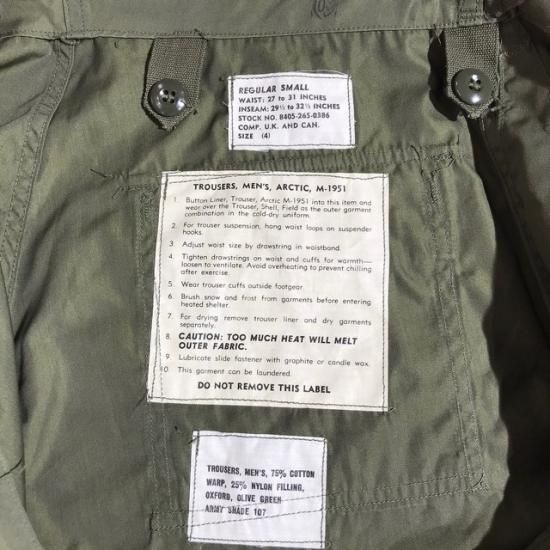 REGULAR SMALL
WAIST: 27 to 31 INCHES
INSEAM: 29½ to 32½ INCHES
STOCK NO. 8405-265-0386
COMP. U.K. AND CAN.
SIZE (4)
TROUSERS, MEN'S, ARCTIC, M-1951
1. Button Liner, Trouser, Arctic M-1951 into this item and
wear over the Trouser, Shell, Field as the outer garment
combination in the cold-dry uniform.
2. For trouser suspension, hang waist loops on suspender
hooks.
3. Adjust waist size by drawstring in waistband.
4. Tighten drawstrings on waist and cuffs for warmth—
loosen to ventilate. Avoid overheating to prevent chilling
after exercise.
5. Wear trouser cuffs outside footgear.
6. Brush snow and frost from garments before entering
heated shelter.
7. For drying remove trouser liner and dry garments
separately.
8. CAUTION: TOO MUCH HEAT WILL MELT
OUTER FABRIC.
9. Lubricate slide fastener with graphite or candle wax.
10. This garment can be laundered.
DO NOT REMOVE THIS LABEL
TROUSERS, MEN'S, 75% COTTON
WARP, 25% NYLON FILLING,
OXFORD, OLIVE GREEN
ARMY SHADE 107